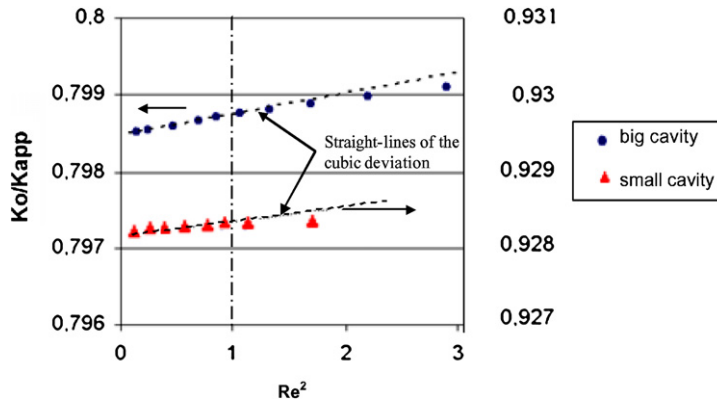 0.8
0.931
0.799
0.93
Straight-lines of the
cubic deviation
big cavity
0.798
0.929
small cavity
Ko/Kapp
0.797
0.928
0.796
0.927
0
1
2
3
Re²